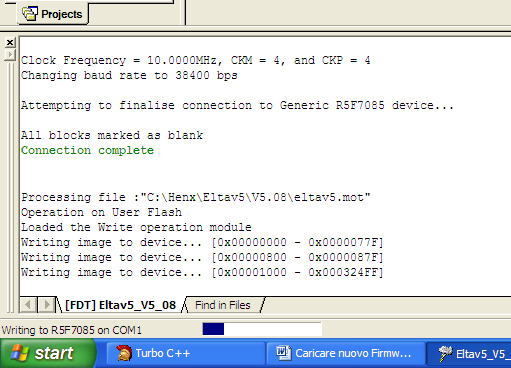 Projects
Clock Frequency = 10.0000MHz, CKM = 4, and CKP = 4
Changing baud rate to 38400 bps
Attempting to finalise connection to Generic R5F7085 device...
All blocks marked as blank
Connection complete
Processing file :"C:\Henx\Eltav5\V5.08\eltav5.mot"
Operation on User Flash
Loaded the Write operation module
Writing image to device... [0x00000000 - 0x0000077F]
Writing image to device... [0x00000800 - 0x0000087F]
Writing image to device... [0x00001000 - 0x000324FF]
[FDT] Eltav5_V5_08 Find in Files
Writing to R5F7085 on COM1
start Turbo C++ Caricare nuovo Firmw... Eltav5_V5_